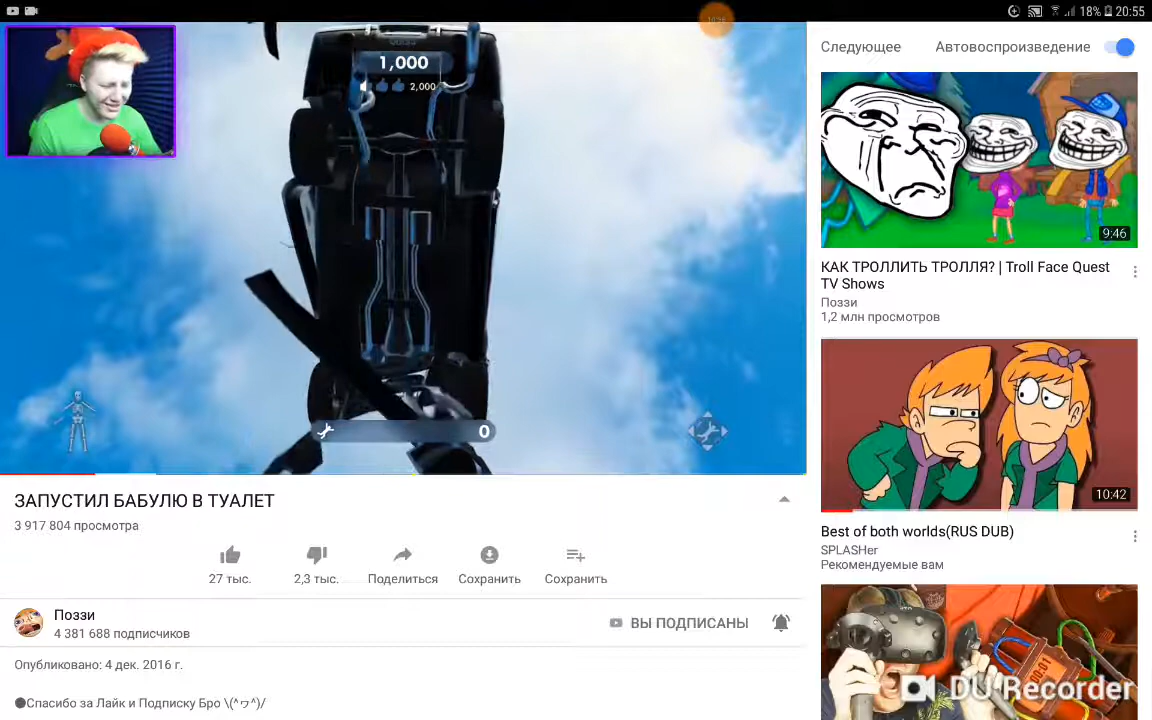 18% 20:55
1,000
2,000
0
Следующее Автовоспроизведение
9:46
КАК ТРОЛЛИТЬ ТРОЛЛЯ? | Troll Face Quest
TV Shows
Поззи
1,2 млн просмотров
10:42
Best of both worlds(RUS DUB)
SPLASHer
Рекомендуемые вам
00:01
DU Recorder
ЗАПУСТИЛ БАБУЛЮ В ТУАЛЕТ
3 917 804 просмотра
27 тыс. 2,3 тыс. Поделиться Сохранить Сохранить
Поззи
4 381 688 подписчиков
ВЫ ПОДПИСАНЫ
Опубликовано: 4 дек. 2016 г.
●Спасибо за Лайк и Подписку Бро \(^ヮ^)/